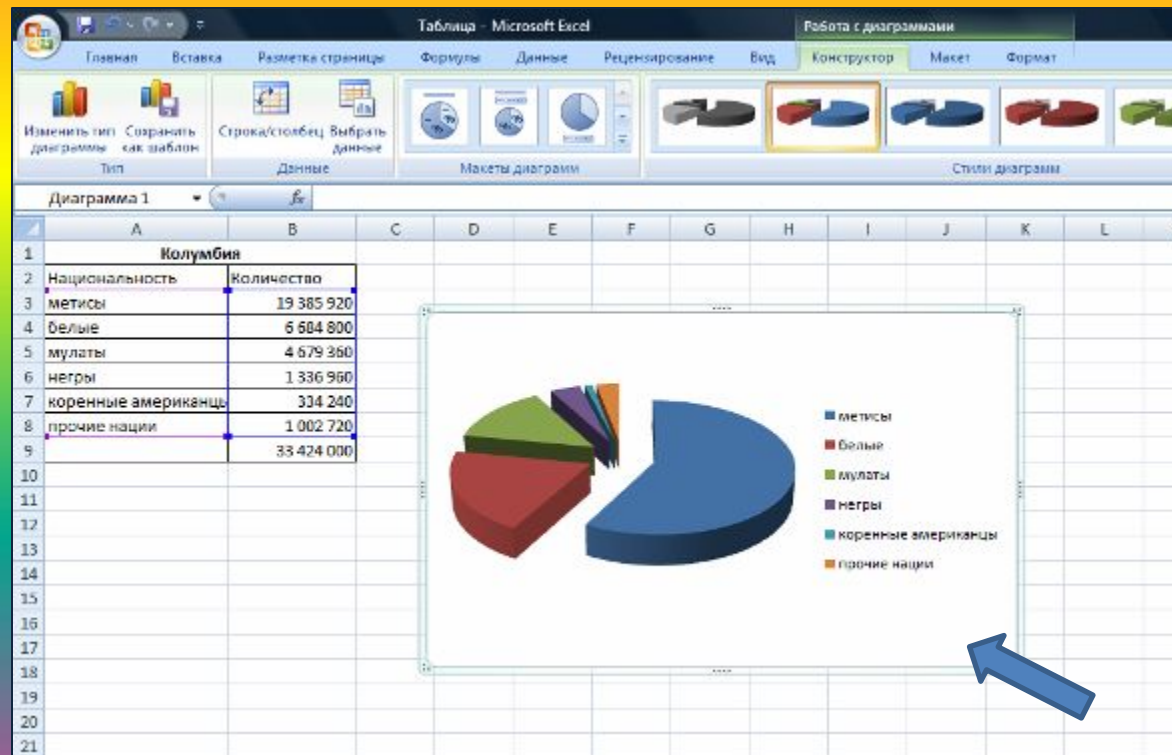 Таблица - Microsoft Excel
Работа с диаграммами
Главная Вставка Разметка страницы Формулы Данные Рецензирование Вид Конструктор Макет Формат
Изменить тип диаграммы
Сохранить как шаблон
Строка/столбец
Выбрать данные
Тип Данные Макеты диаграмм Стили диаграмм
Диаграмма 1 fx
A B C D E F G H I J K L
1 Колумбия
2 Национальность Количество
3 метисы 19 385 920
4 белые 6 684 800
5 мулаты 4 679 360
6 негры 1 336 960
7 коренные американць
8 прочие нации 1 002 720
334 240
9 33 424 000
10
11
12
13
14
15
16
17
18
19
20
21
метисы
белые
мулаты
негры
коренные американцы
прочие нации